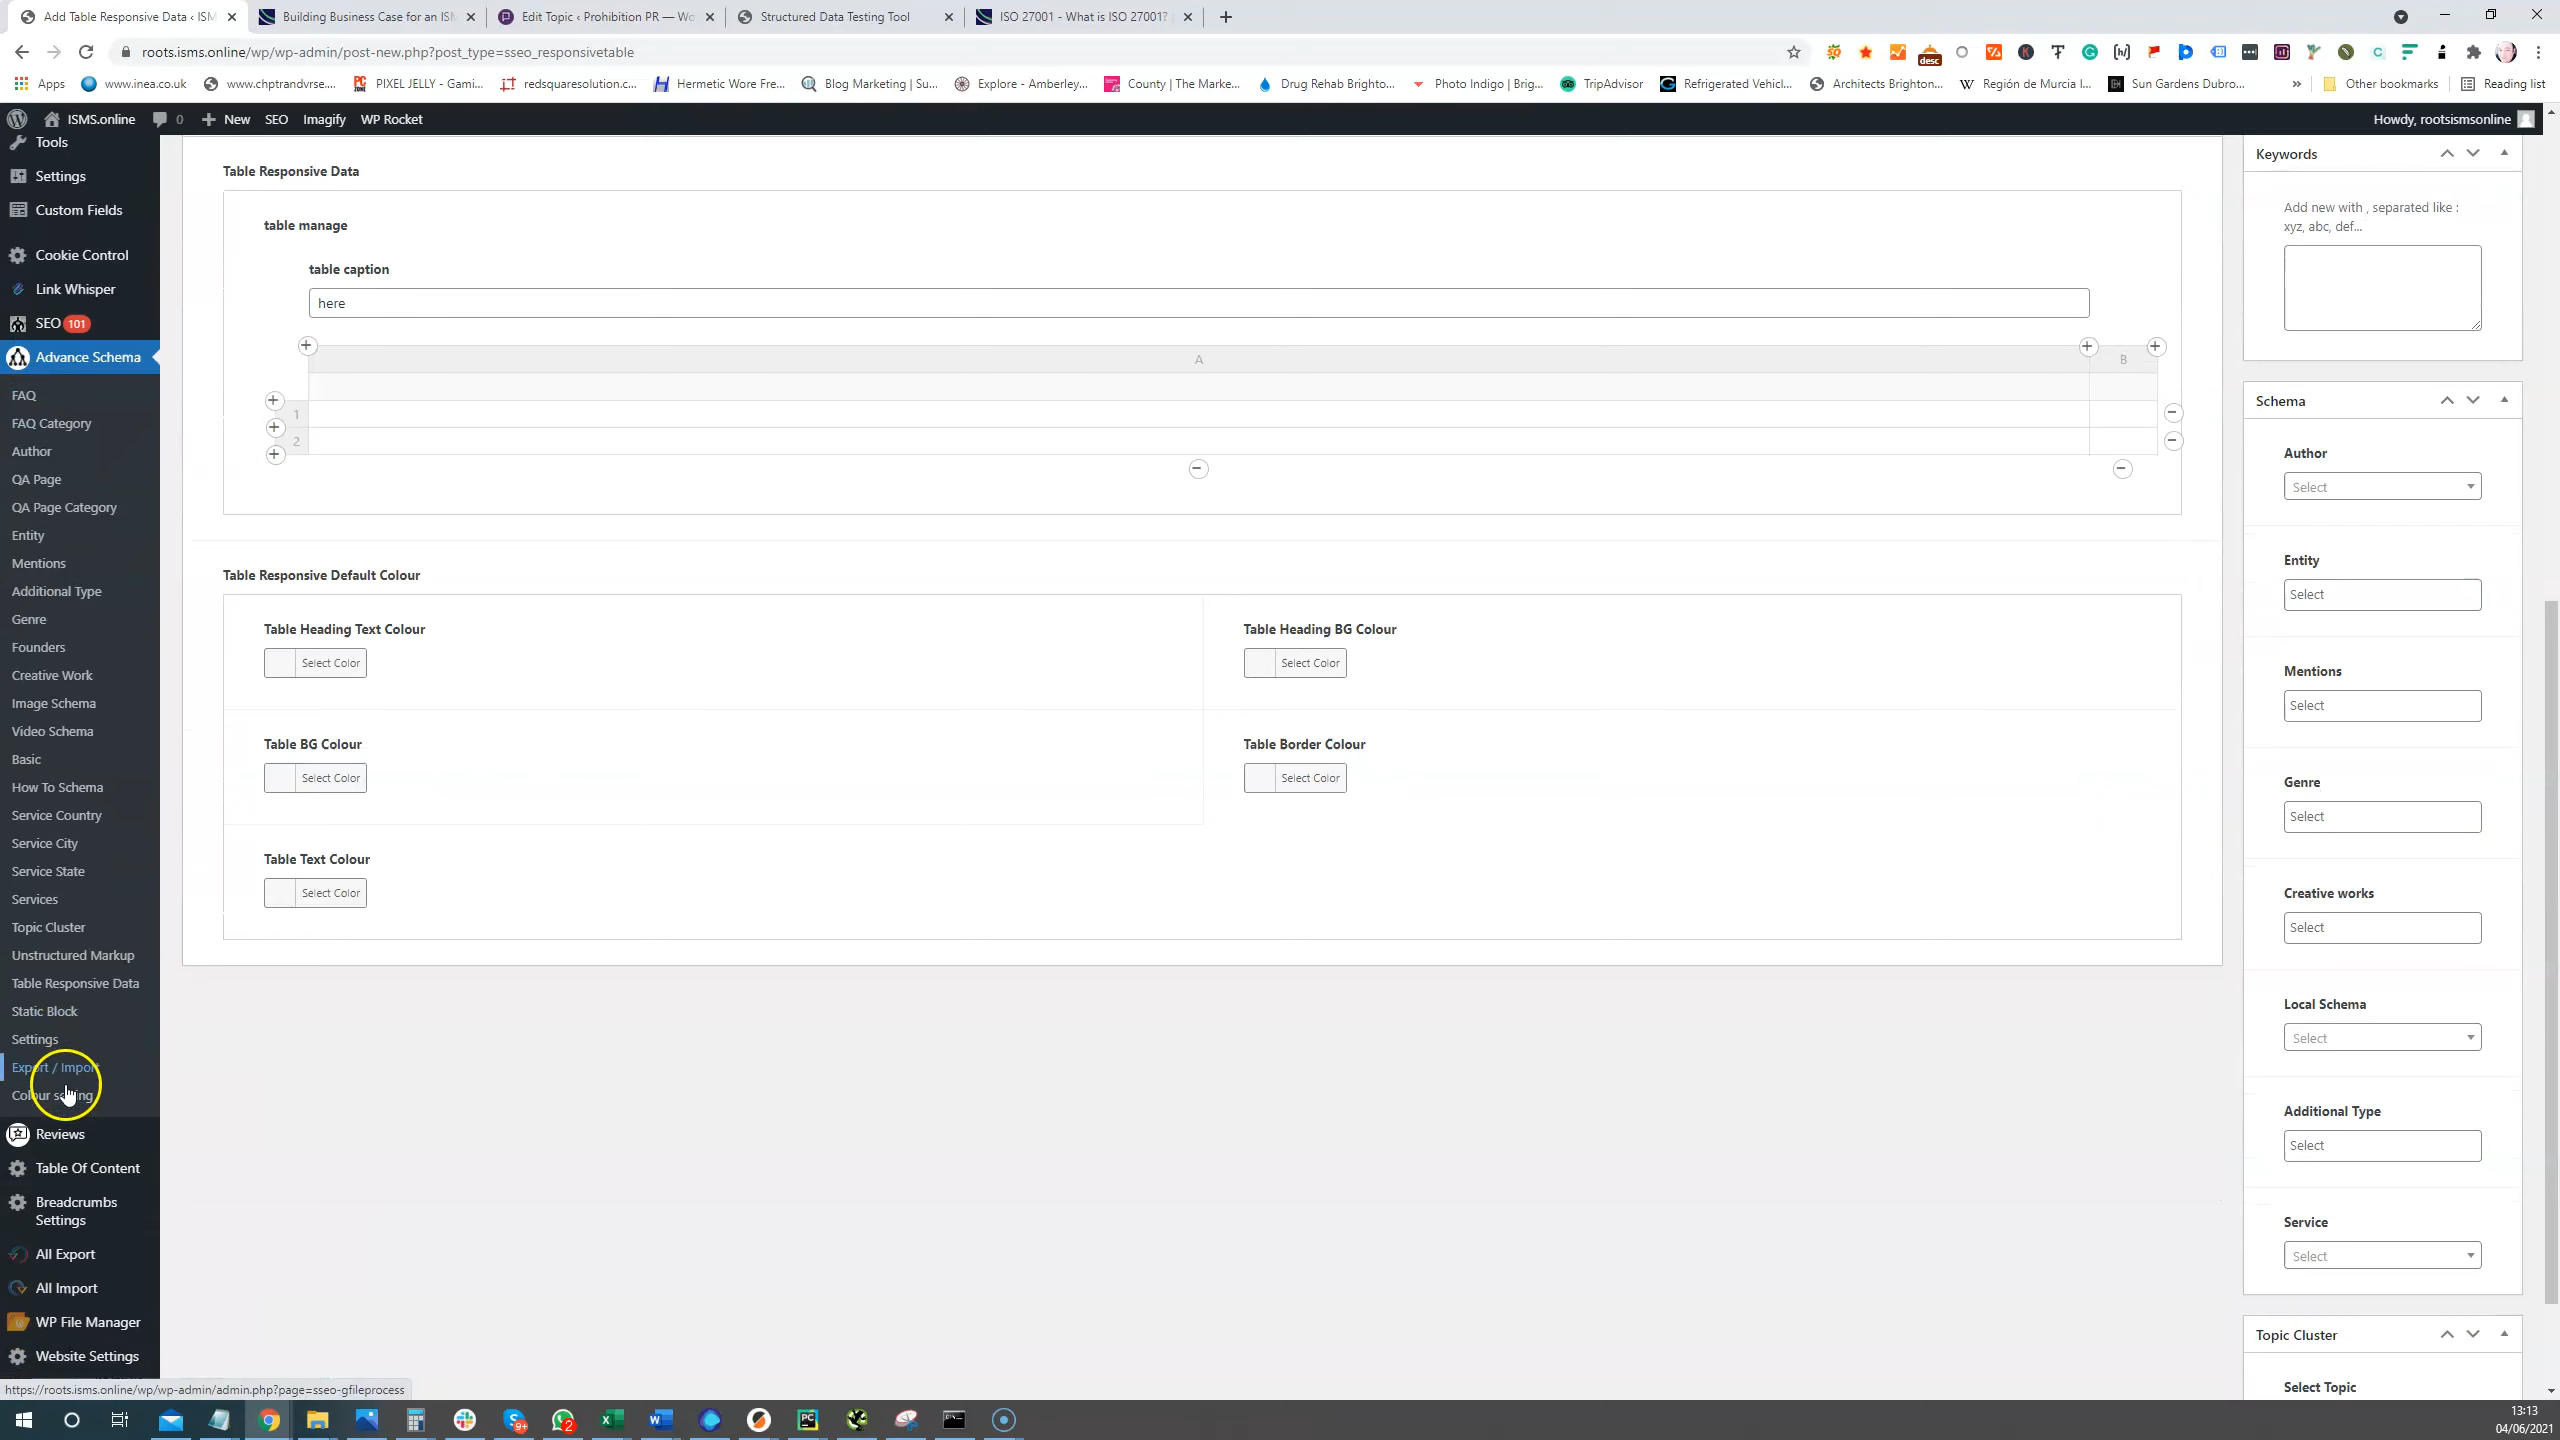 Add Table Responsive Data ‹ ISM
Building Business Case for an ISM
Edit Topic ‹ Prohibition PR — Wo
Structured Data Testing Tool
ISO 27001 - What is ISO 27001?
roots.isms.online/wp/wp-admin/post-new.php?post_type=sseo_responsivetable
Apps
www.inea.co.uk
www.chptrandvrse....
PIXEL JELLY - Gami...
redsquaresolution.c...
Hermetic Wore Fre...
Blog Marketing | Su...
Explore - Amberley...
County | The Marke...
Drug Rehab Brighto...
Photo Indigo | Brig...
TripAdvisor
Refrigerated Vehicl...
Architects Brighton...
Región de Murcia I...
Sun Gardens Dubro...
»
Other bookmarks
Reading list
ISMS.online
0
New
SEO
Imagify
WP Rocket
Howdy, rootsismsonline
Tools
Settings
Custom Fields
Cookie Control
Link Whisper
SEO 101
Advance Schema
FAQ
FAQ Category
Author
QA Page
QA Page Category
Entity
Mentions
Additional Type
Genre
Founders
Creative Work
Image Schema
Video Schema
Basic
How To Schema
Service Country
Service City
Service State
Services
Topic Cluster
Unstructured Markup
Table Responsive Data
Static Block
Settings
Export / Import
Colour setting
Reviews
Table Of Content
Breadcrumbs
Settings
All Export
All Import
WP File Manager
Website Settings
Table Responsive Data
table manage
table caption
here
A
B
1
2
Table Responsive Default Colour
Table Heading Text Colour
Select Color
Table Heading BG Colour
Select Color
Table BG Colour
Select Color
Table Border Colour
Select Color
Table Text Colour
Select Color
Keywords
Add new with , separated like :
xyz, abc, def...
Schema
Author
Select
Entity
Select
Mentions
Select
Genre
Select
Creative works
Select
Local Schema
Select
Additional Type
Select
Service
Select
Topic Cluster
Select Topic
https://roots.isms.online/wp/wp-admin/admin.php?page=sseo-gfileprocess
13:13
04/06/2021